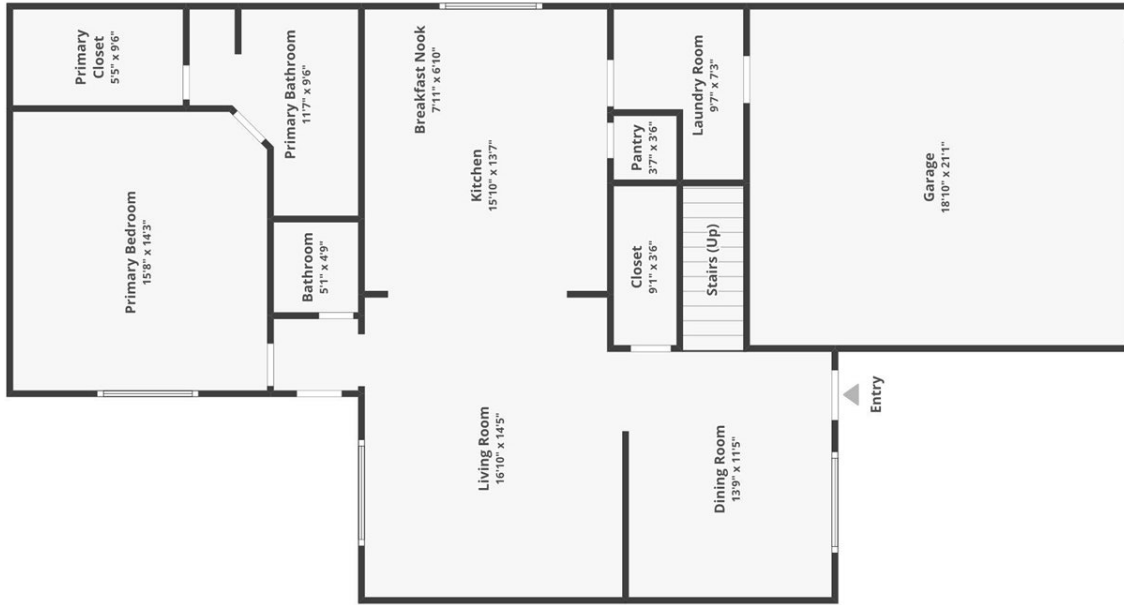 Primary
Closet
5'5" x 9'6"
Primary Bathroom
11'7" x 9'6"
Breakfast Nook
7'11" x 6'10"
Laundry Room
9'7" x 7'3"
Pantry
3'7" x 3'6"
Kitchen
15'10" x 13'7"
Garage
18'10" x 21'1"
Primary Bedroom
15'8" x 14'3"
Bathroom
5'1" x 4'9"
Closet
9'1" x 3'6"
Stairs (Up)
Entry
Living Room
16'10" x 14'5"
Dining Room
13'9" x 11'5"